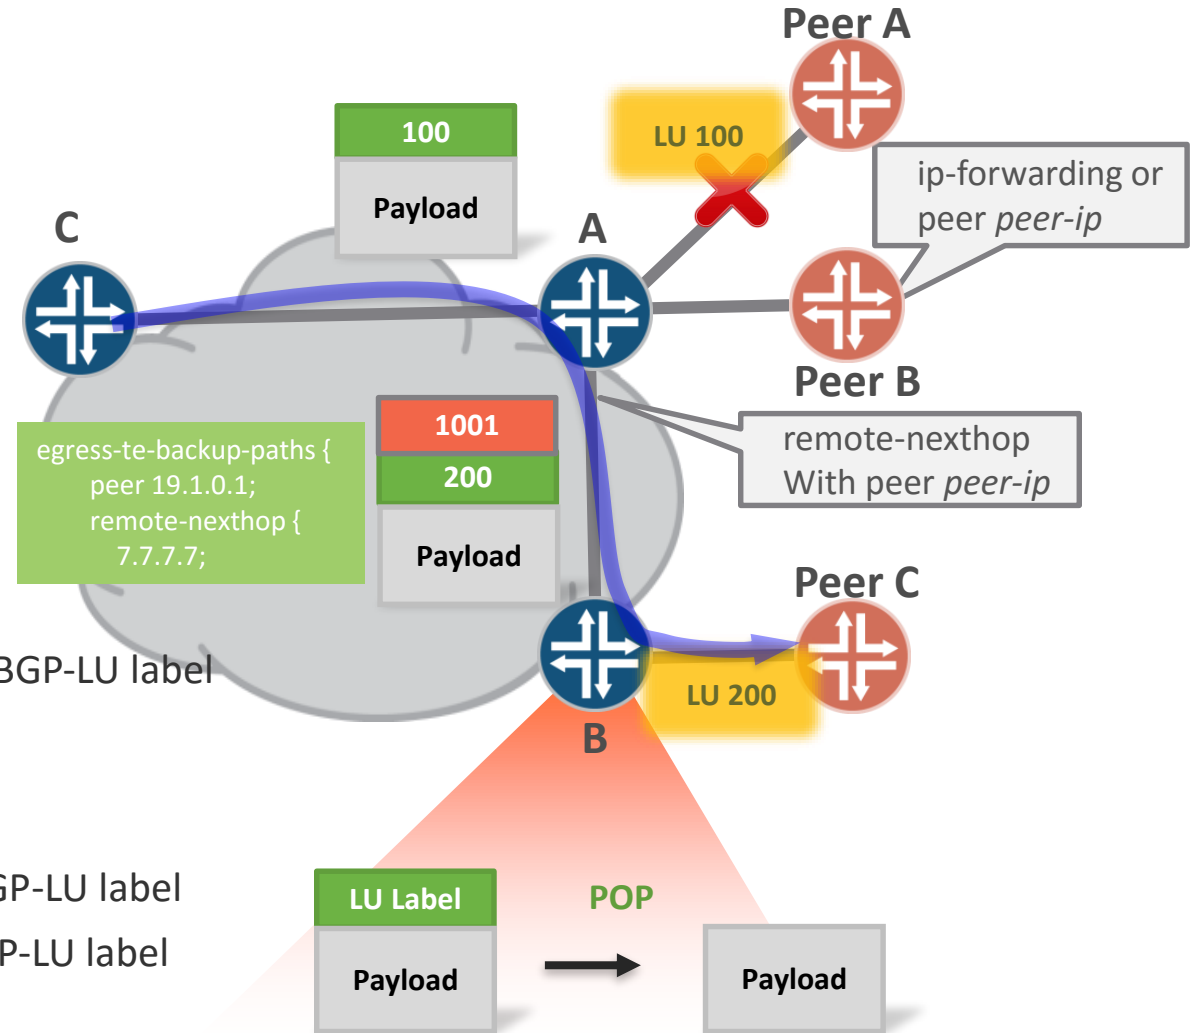 Peer A
100
LU 100
Payload
ip-forwarding or
peer peer-ip
C
A
Peer B
1001
remote-nexthop
With peer peer-ip
egress-te-backup-paths {
peer 19.1.0.1;
remote-nexthop {
7.7.7.7;
200
Payload
Peer C
BGP-LU label
LU 200
B
GP-LU label
LU Label
POP
P-LU label
Payload
Payload